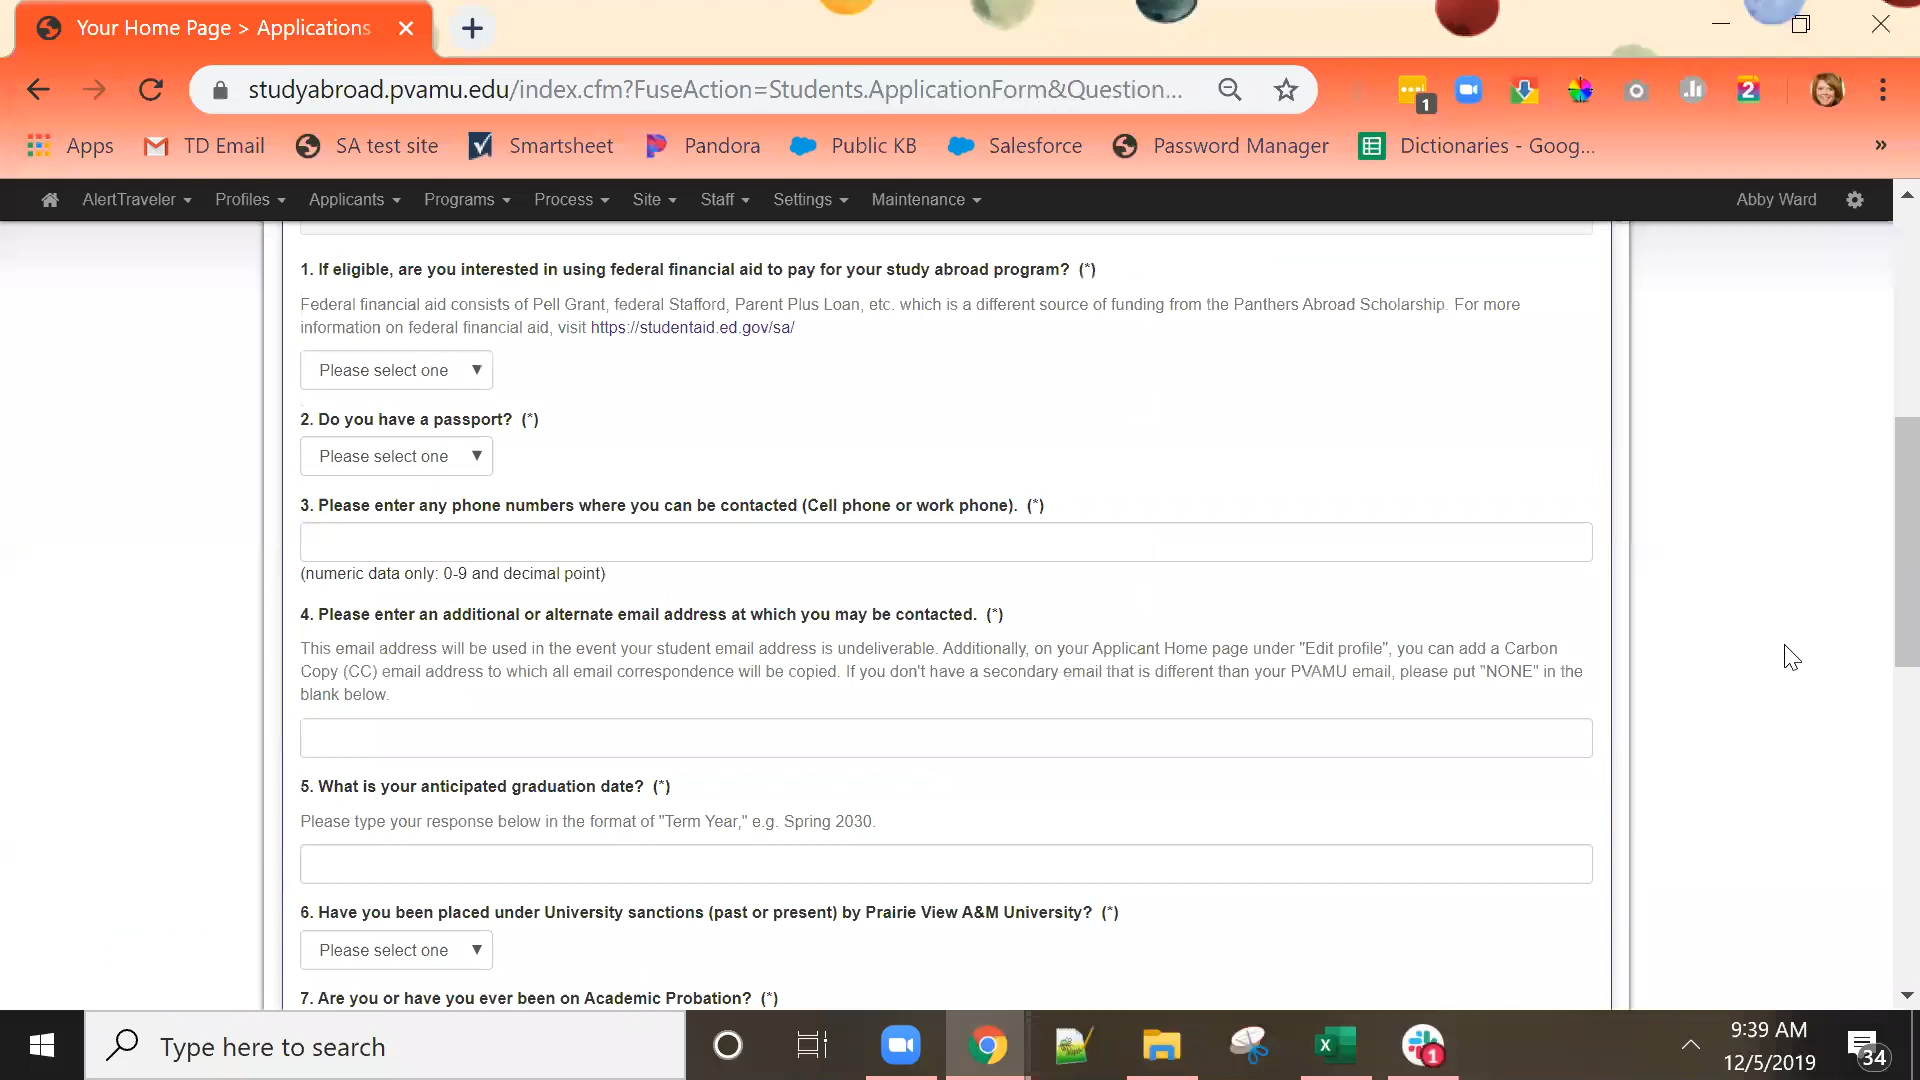 Your Home Page > Applications
studyabroad.pvamu.edu/index.cfm?FuseAction=Students.ApplicationForm&Question...
1
2
Apps
TD Email
SA test site
Smartsheet
Pandora
Public KB
Salesforce
Password Manager
Dictionaries - Goog...
»
AlertTraveler
Profiles
Applicants
Programs
Process
Site
Staff
Settings
Maintenance
Abby Ward
1. If eligible, are you interested in using federal financial aid to pay for your study abroad program? (*)
Federal financial aid consists of Pell Grant, federal Stafford, Parent Plus Loan, etc. which is a different source of funding from the Panthers Abroad Scholarship. For more
information on federal financial aid, visit https://studentaid.ed.gov/sa/
Please select one
2. Do you have a passport? (*)
Please select one
3. Please enter any phone numbers where you can be contacted (Cell phone or work phone). (*)
(numeric data only: 0-9 and decimal point)
4. Please enter an additional or alternate email address at which you may be contacted. (*)
This email address will be used in the event your student email address is undeliverable. Additionally, on your Applicant Home page under "Edit profile", you can add a Carbon
Copy (CC) email address to which all email correspondence will be copied. If you don't have a secondary email that is different than your PVAMU email, please put "NONE" in the
blank below.
5. What is your anticipated graduation date? (*)
Please type your response below in the format of "Term Year," e.g. Spring 2030.
6. Have you been placed under University sanctions (past or present) by Prairie View A&M University? (*)
Please select one
7. Are you or have you ever been on Academic Probation? (*)
Type here to search
X
1
9:39 AM
12/5/2019
34